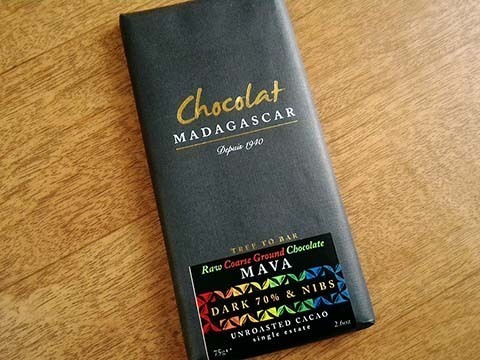 Chocolat
MADAGASCAR
Depuis 1940
TREE TO BAR
Raw Coarse Ground Chocolate
MAVA
DARK 70% & NIBS
UNROASTED CACAO
single estate
75g℮
2.6oz